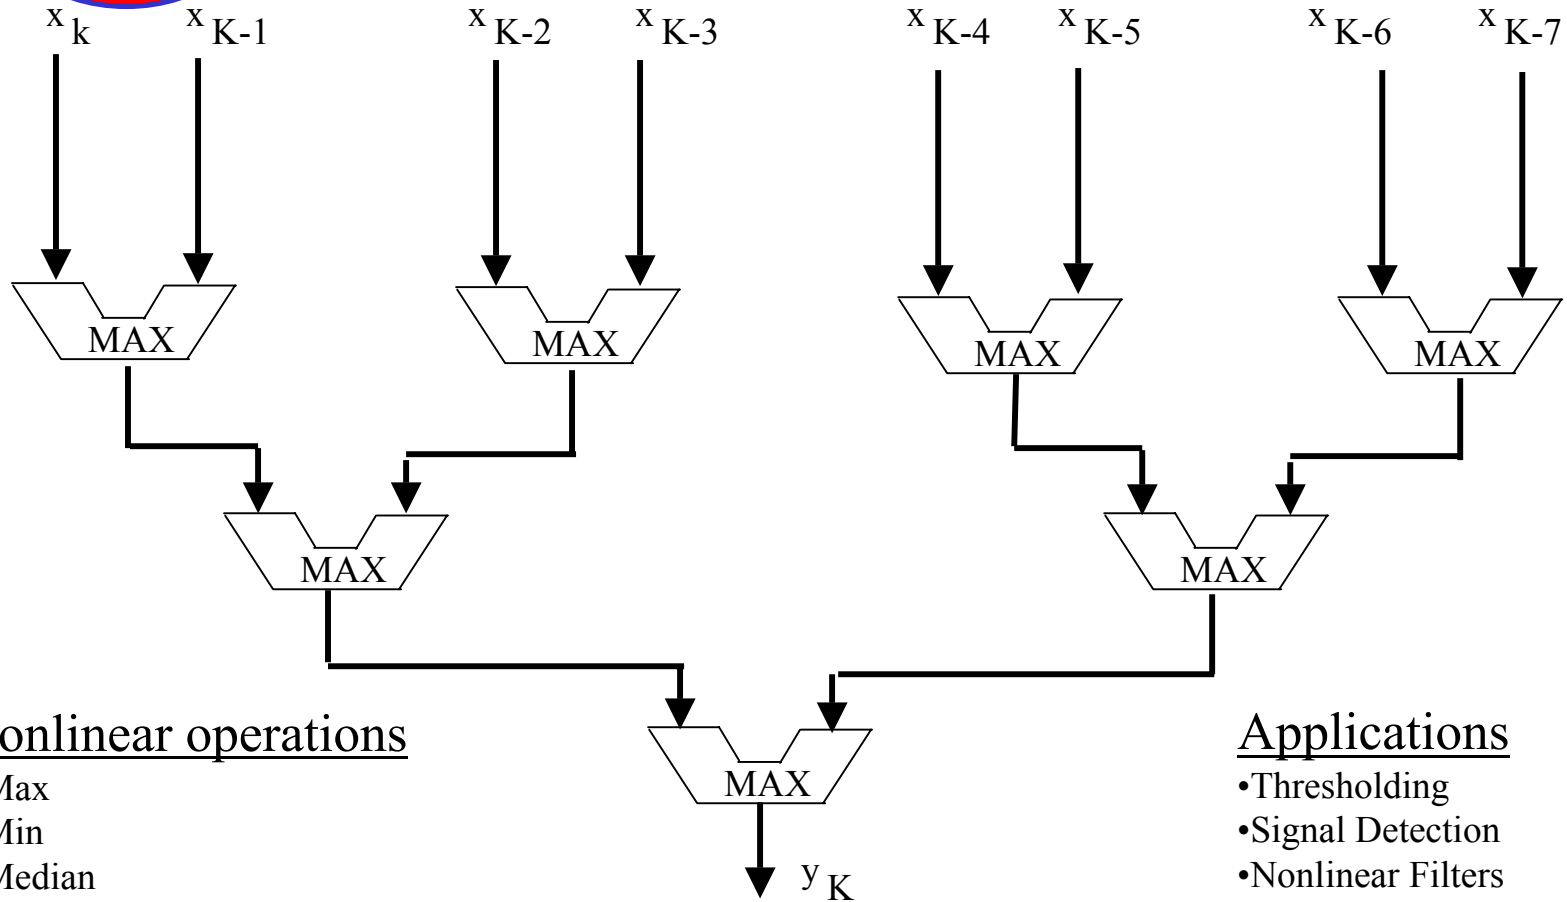 x k x K-1 x K-2 x K-3 x K-4 x K-5 x K-6 x K-7
MAX MAX MAX MAX
MAX MAX
MAX
y K
onlinear operations
Max
Min
Median
Applications
•Thresholding
•Signal Detection
•Nonlinear Filters